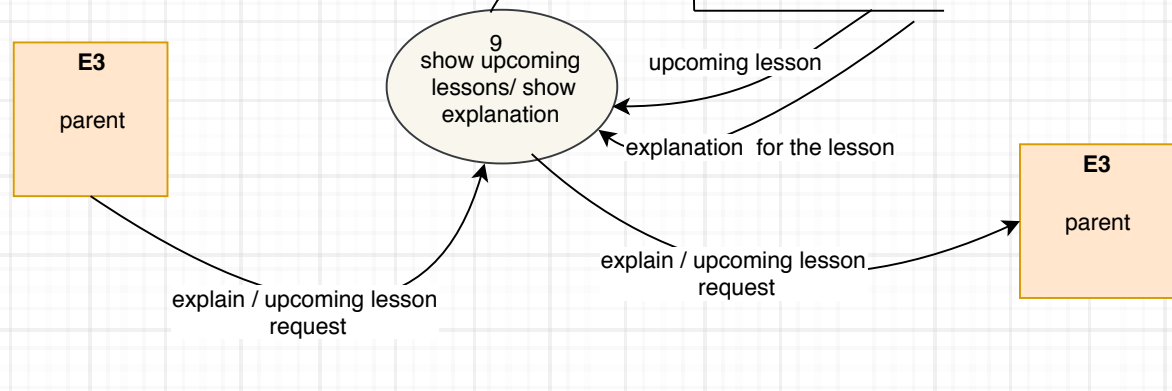 E3
parent
9
show upcoming
lessons/ show
explanation
upcoming lesson
explanation for the lesson
E3
parent
explain / upcoming lesson
request
explain / upcoming lesson
request